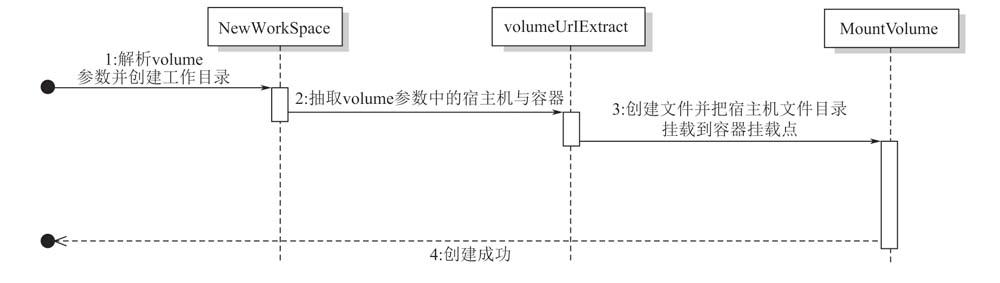 NewWorkSpace
volumeUrIExtract
MountVolume
1:解析volume
参数并创建工作目录
2:抽取volume参数中的宿主机与容器
3:创建文件并把宿主机文件目录
挂载到容器挂载点
4:创建成功